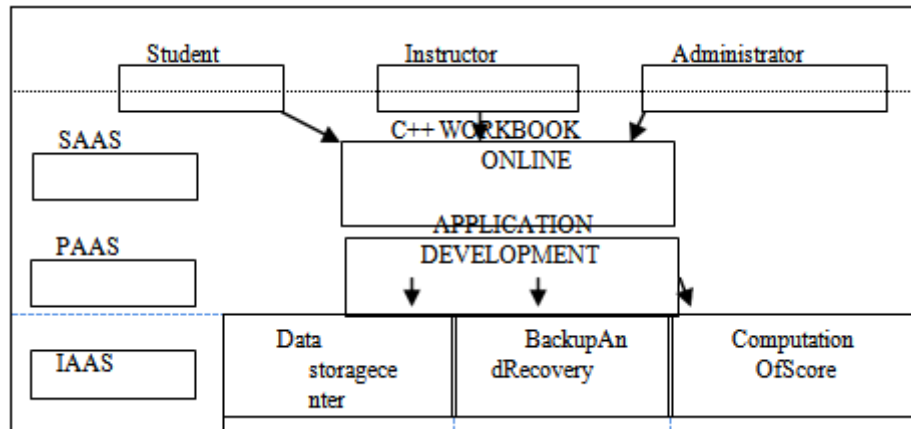 Student Instructor Administrator
C++ WORKBOOK
SAAS ONLINE
APPLICATION
PAAS DEVELOPMENT
Data BackupAn Computation
IAAS storagece dRecovery OfScore
nter